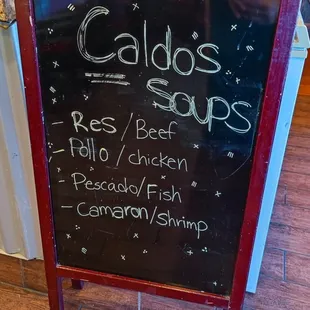 Caldos
Soups
- Res/Beef
- Pollo/chicken
- Pescado/Fish
- Camaron/shrimp